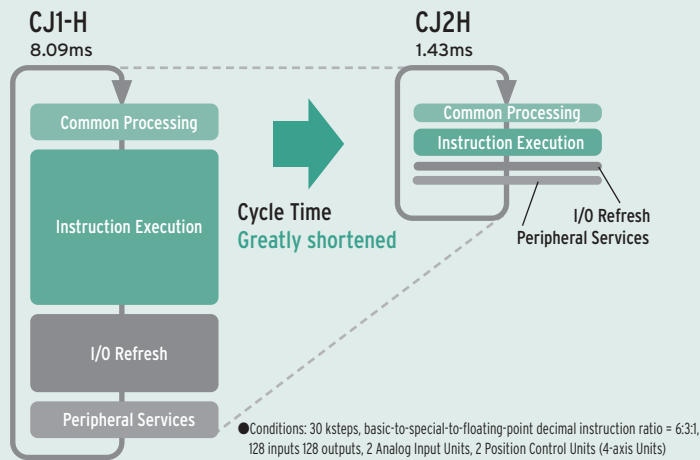 CJ1-H
8.09ms
Common Processing
Instruction Execution
I/O Refresh
Peripheral Services
Cycle Time
Greatly shortened
CJ2H
1.43ms
Common Processing
Instruction Execution
I/O Refresh
Peripheral Services
●Conditions: 30 ksteps, basic-to-special-to-floating-point decimal instruction ratio = 6:3:1,
128 inputs 128 outputs, 2 Analog Input Units, 2 Position Control Units (4-axis Units)